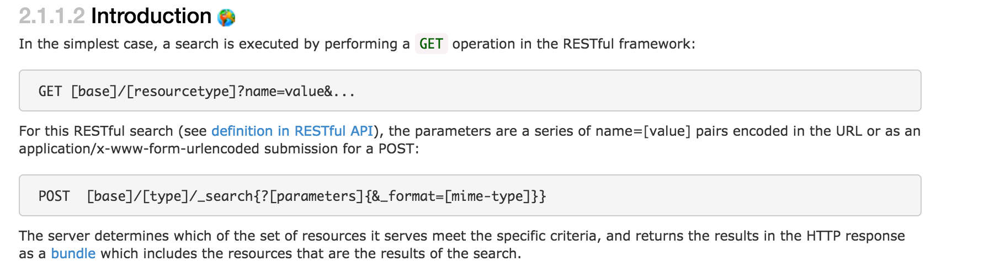 2.1.1.2 Introduction
In the simplest case, a search is executed by performing a GET operation in the RESTful framework:
GET [base]/[resourcetype]?name=value&...
For this RESTful search (see definition in RESTful API), the parameters are a series of name=[value] pairs encoded in the URL or as an
application/x-www-form-urlencoded submission for a POST:
POST  [base]/[type]/_search{?[parameters]{&_format=[mime-type]}}
The server determines which of the set of resources it serves meet the specific criteria, and returns the results in the HTTP response
as a bundle which includes the resources that are the results of the search.